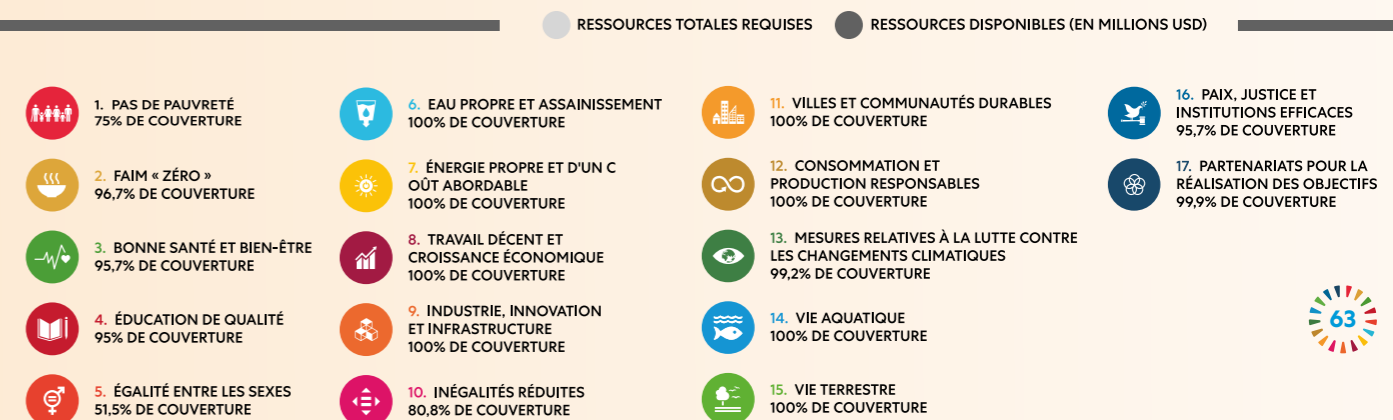 RESSOURCES TOTALES REQUISES
RESSOURCES DISPONIBLES (EN MILLIONS USD)
1. PAS DE PAUVRETÉ
75% DE COUVERTURE
2. FAIM « ZÉRO »
96,7% DE COUVERTURE
3. BONNE SANTÉ ET BIEN-ÊTRE
95,7% DE COUVERTURE
4. ÉDUCATION DE QUALITÉ
95% DE COUVERTURE
5. ÉGALITÉ ENTRE LES SEXES
51,5% DE COUVERTURE
6. EAU PROPRE ET ASSAINISSEMENT
100% DE COUVERTURE
7. ÉNERGIE PROPRE ET D'UN C
OÛT ABORDABLE
100% DE COUVERTURE
8. TRAVAIL DÉCENT ET
CROISSANCE ÉCONOMIQUE
100% DE COUVERTURE
9. INDUSTRIE, INNOVATION
ET INFRASTRUCTURE
100% DE COUVERTURE
10. INÉGALITÉS RÉDUITES
80,8% DE COUVERTURE
11. VILLES ET COMMUNAUTÉS DURABLES
100% DE COUVERTURE
12. CONSOMMATION ET
PRODUCTION RESPONSABLES
100% DE COUVERTURE
13. MESURES RELATIVES À LA LUTTE CONTRE
LES CHANGEMENTS CLIMATIQUES
99,2% DE COUVERTURE
14. VIE AQUATIQUE
100% DE COUVERTURE
15. VIE TERRESTRE
100% DE COUVERTURE
16. PAIX, JUSTICE ET
INSTITUTIONS EFFICACES
95,7% DE COUVERTURE
17. PARTENARIATS POUR LA
RÉALISATION DES OBJECTIFS
99,9% DE COUVERTURE
63